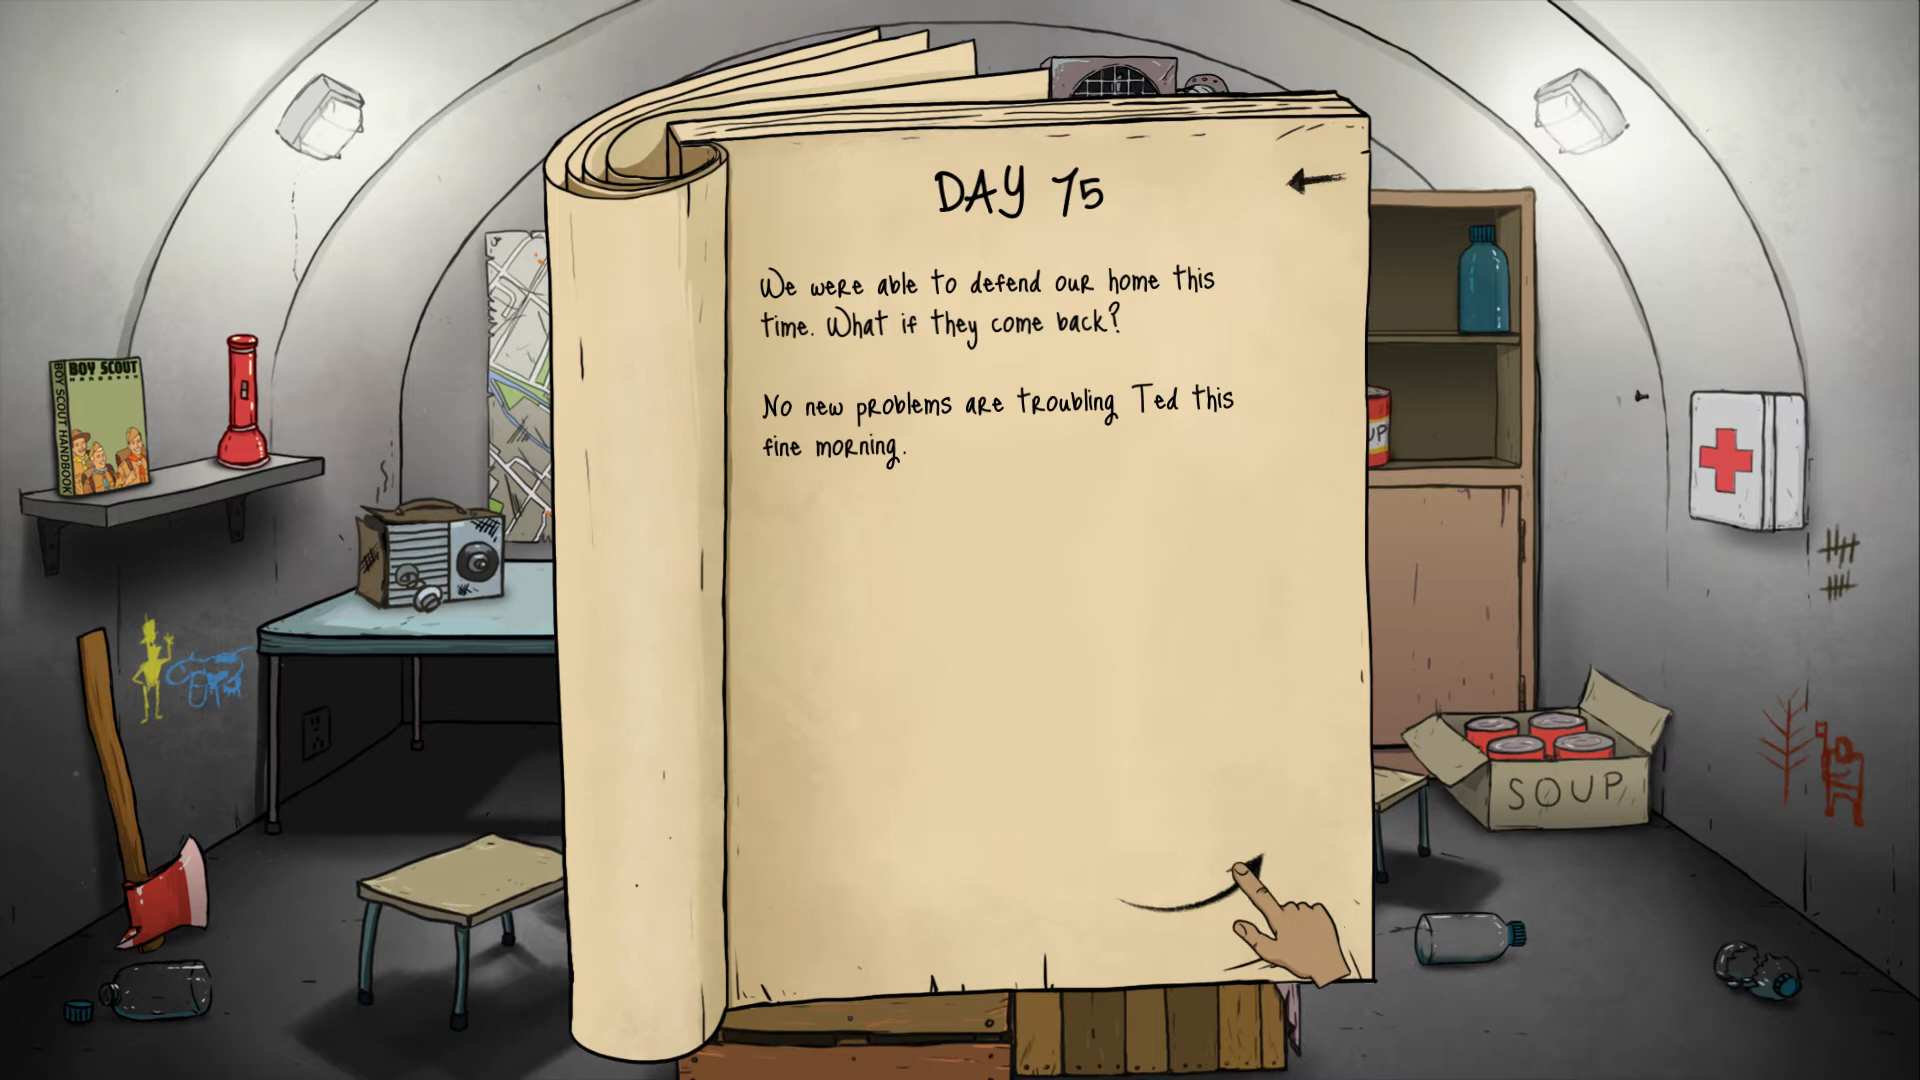 DAY 75
We were able to defend our home this
time. What if they come back?
No new problems are troubling Ted this
fine morning.
BOY SCOUT
HANDBOOK
BOY SCOUT HANDBOOK
UP
SOUP